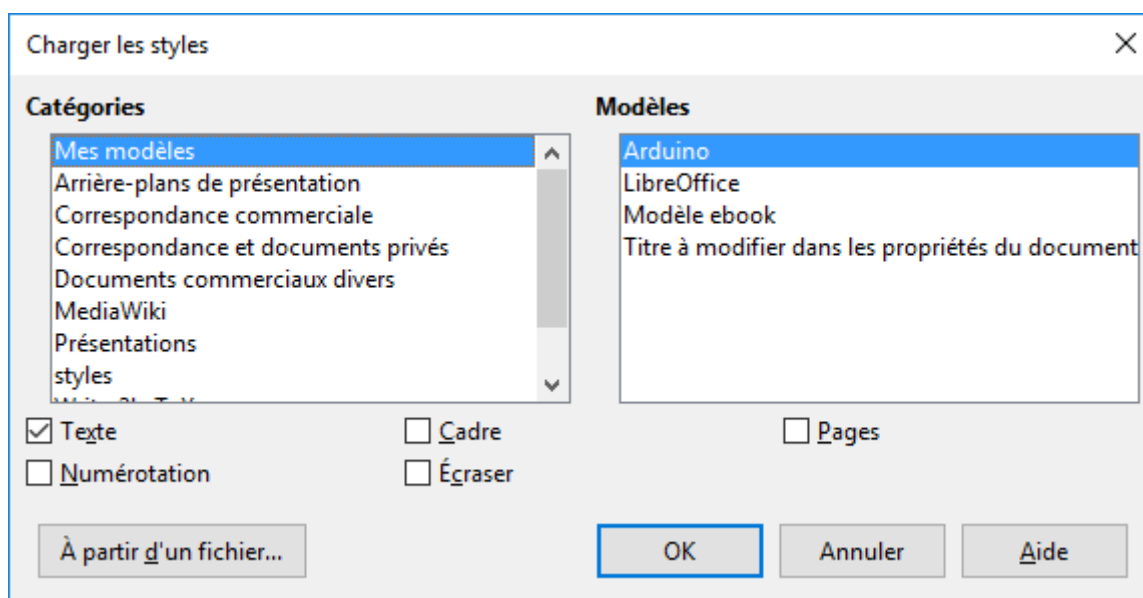 Charger les styles
Catégories
Mes modèles
Arrière-plans de présentation
Correspondance commerciale
Correspondance et documents privés
Documents commerciaux divers
MediaWiki
Présentations
styles
Modèles
Arduino
LibreOffice
Modèle ebook
Titre à modifier dans les propriétés du document
Texte Cadre Pages
Numérotation Écraser
À partir d'un fichier... OK Annuler Aide